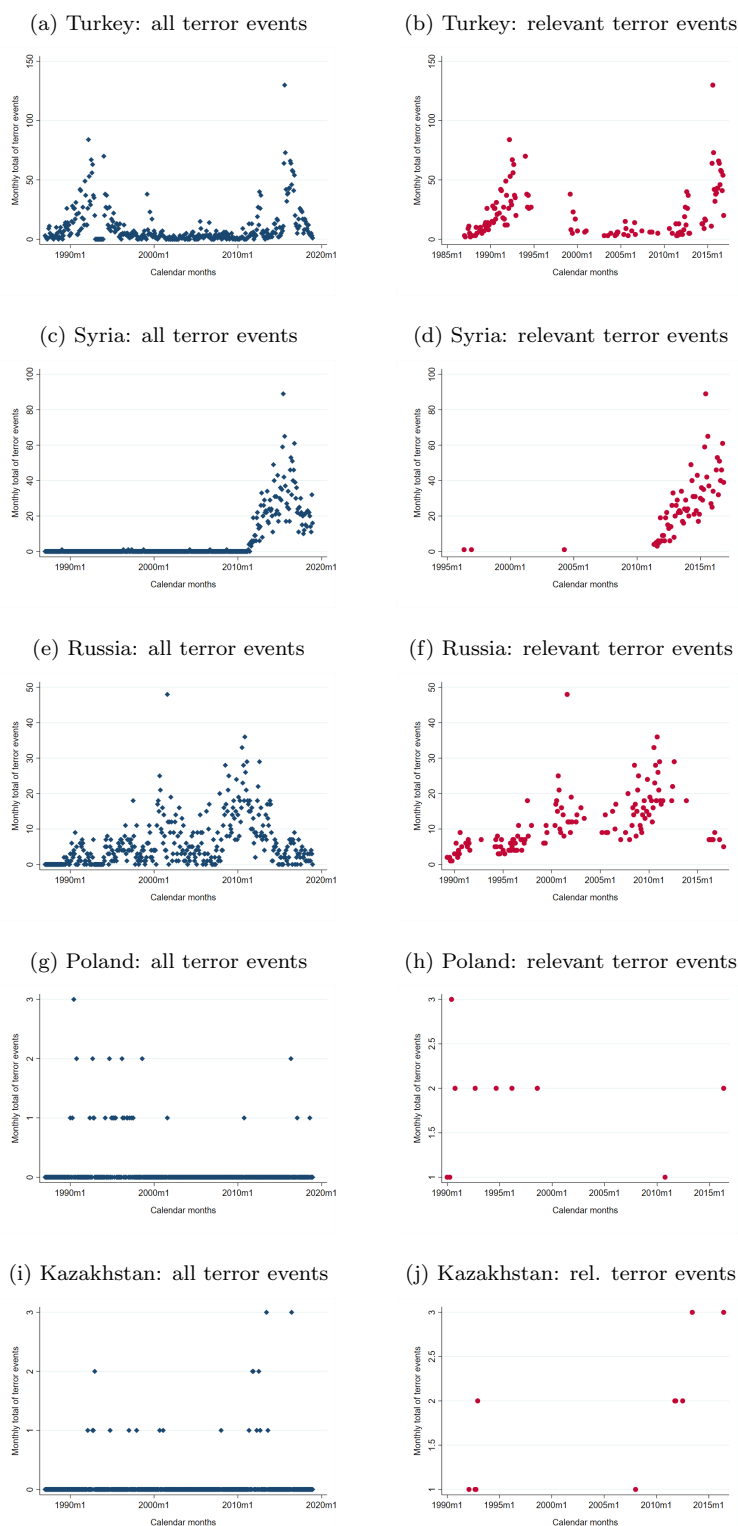 (a) Turkey: all terror events
(b) Turkey: relevant terror events
Monthly total of terror events
150
100
50
0
1990m1 2000m1 2010m1 2020m1
Calendar months
Monthly total of terror events
150
100
50
0
1985m1 1990m1 1995m1 2000m1 2005m1 2010m1 2015m1
Calendar months
(c) Syria: all terror events
(d) Syria: relevant terror events
Monthly total of terror events
100
80
60
40
20
0
1990m1 2000m1 2010m1 2020m1
Calendar months
Monthly total of terror events
100
80
60
40
20
0
1995m1 2000m1 2005m1 2010m1 2015m1
Calendar months
(e) Russia: all terror events
(f) Russia: relevant terror events
Monthly total of terror events
50
40
30
20
10
0
1990m1 2000m1 2010m1 2020m1
Calendar months
Monthly total of terror events
50
40
30
20
10
0
1990m1 1995m1 2000m1 2005m1 2010m1 2015m1
Calendar months
(g) Poland: all terror events
(h) Poland: relevant terror events
Monthly total of terror events
3
2
1
0
1990m1 2000m1 2010m1 2020m1
Calendar months
Monthly total of terror events
3
2.5
2
1.5
1
1990m1 1995m1 2000m1 2005m1 2010m1 2015m1
Calendar months
(i) Kazakhstan: all terror events
(j) Kazakhstan: rel. terror events
Monthly total of terror events
3
2
1
0
1990m1 2000m1 2010m1 2020m1
Calendar months
Monthly total of terror events
3
2.5
2
1.5
1
1990m1 1995m1 2000m1 2005m1 2010m1 2015m1
Calendar months